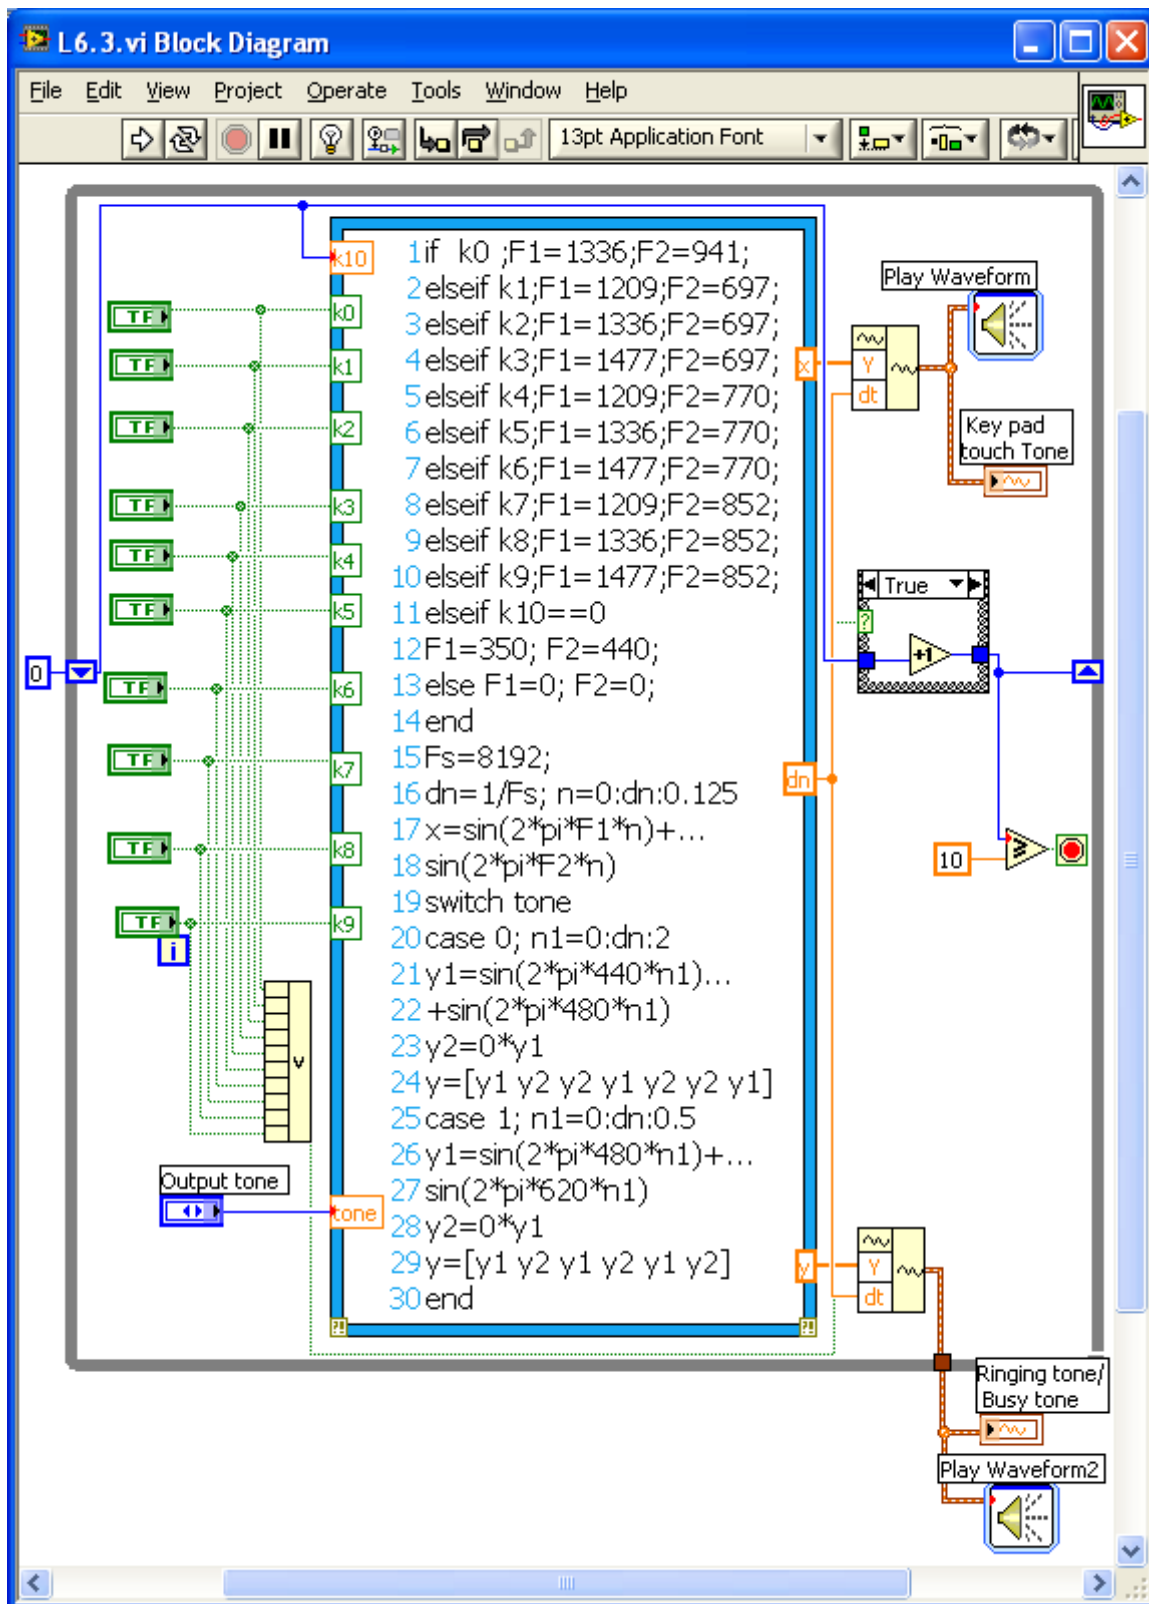 L6.3.vi Block Diagram
File Edit View Project Operate Tools Window Help
13pt Application Font
k10
k0
k1
k2
k3
k4
k5
k6
k7
k8
k9
tone
TF
TF
TF
TF
TF
TF
TF
TF
TF
TF
0
i
v
Output tone
1 if k0 ;F1=1336;F2=941;
2 elseif k1;F1=1209;F2=697;
3 elseif k2;F1=1336;F2=697;
4 elseif k3;F1=1477;F2=697;
5 elseif k4;F1=1209;F2=770;
6 elseif k5;F1=1336;F2=770;
7 elseif k6;F1=1477;F2=770;
8 elseif k7;F1=1209;F2=852;
9 elseif k8;F1=1336;F2=852;
10 elseif k9;F1=1477;F2=852;
11 elseif k10==0
12 F1=350; F2=440;
13 else F1=0; F2=0;
14 end
15 Fs=8192;
16 dn=1/Fs; n=0:dn:0.125
17 x=sin(2*pi*F1*n)+...
18 sin(2*pi*F2*n)
19 switch tone
20 case 0; n1=0:dn:2
21 y1=sin(2*pi*440*n1)...
22 +sin(2*pi*480*n1)
23 y2=0*y1
24 y=[y1 y2 y2 y1 y2 y2 y1]
25 case 1; n1=0:dn:0.5
26 y1=sin(2*pi*480*n1)+...
27 sin(2*pi*620*n1)
28 y2=0*y1
29 y=[y1 y2 y1 y2 y1 y2]
30 end
x
dn
y
Play Waveform
Y
dt
Key pad
touch Tone
True
?
+1
10
≥
Y
dt
Ringing tone/
Busy tone
Play Waveform2